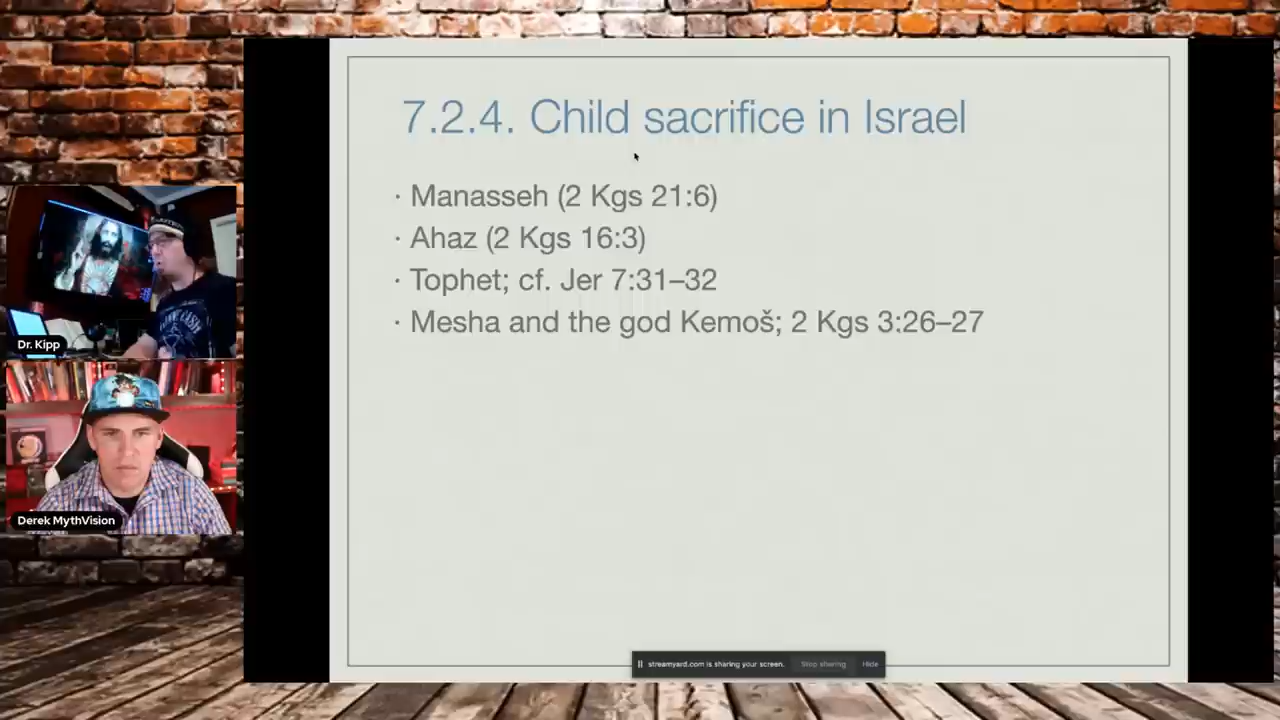 7.2.4. Child sacrifice in Israel
· Manasseh (2 Kgs 21:6)
· Ahaz (2 Kgs 16:3)
· Tophet; cf. Jer 7:31–32
· Mesha and the god Kemoš; 2 Kgs 3:26–27
Dr. Kipp
Derek MythVision
streamyard.com is sharing your screen. Stop sharing Hide